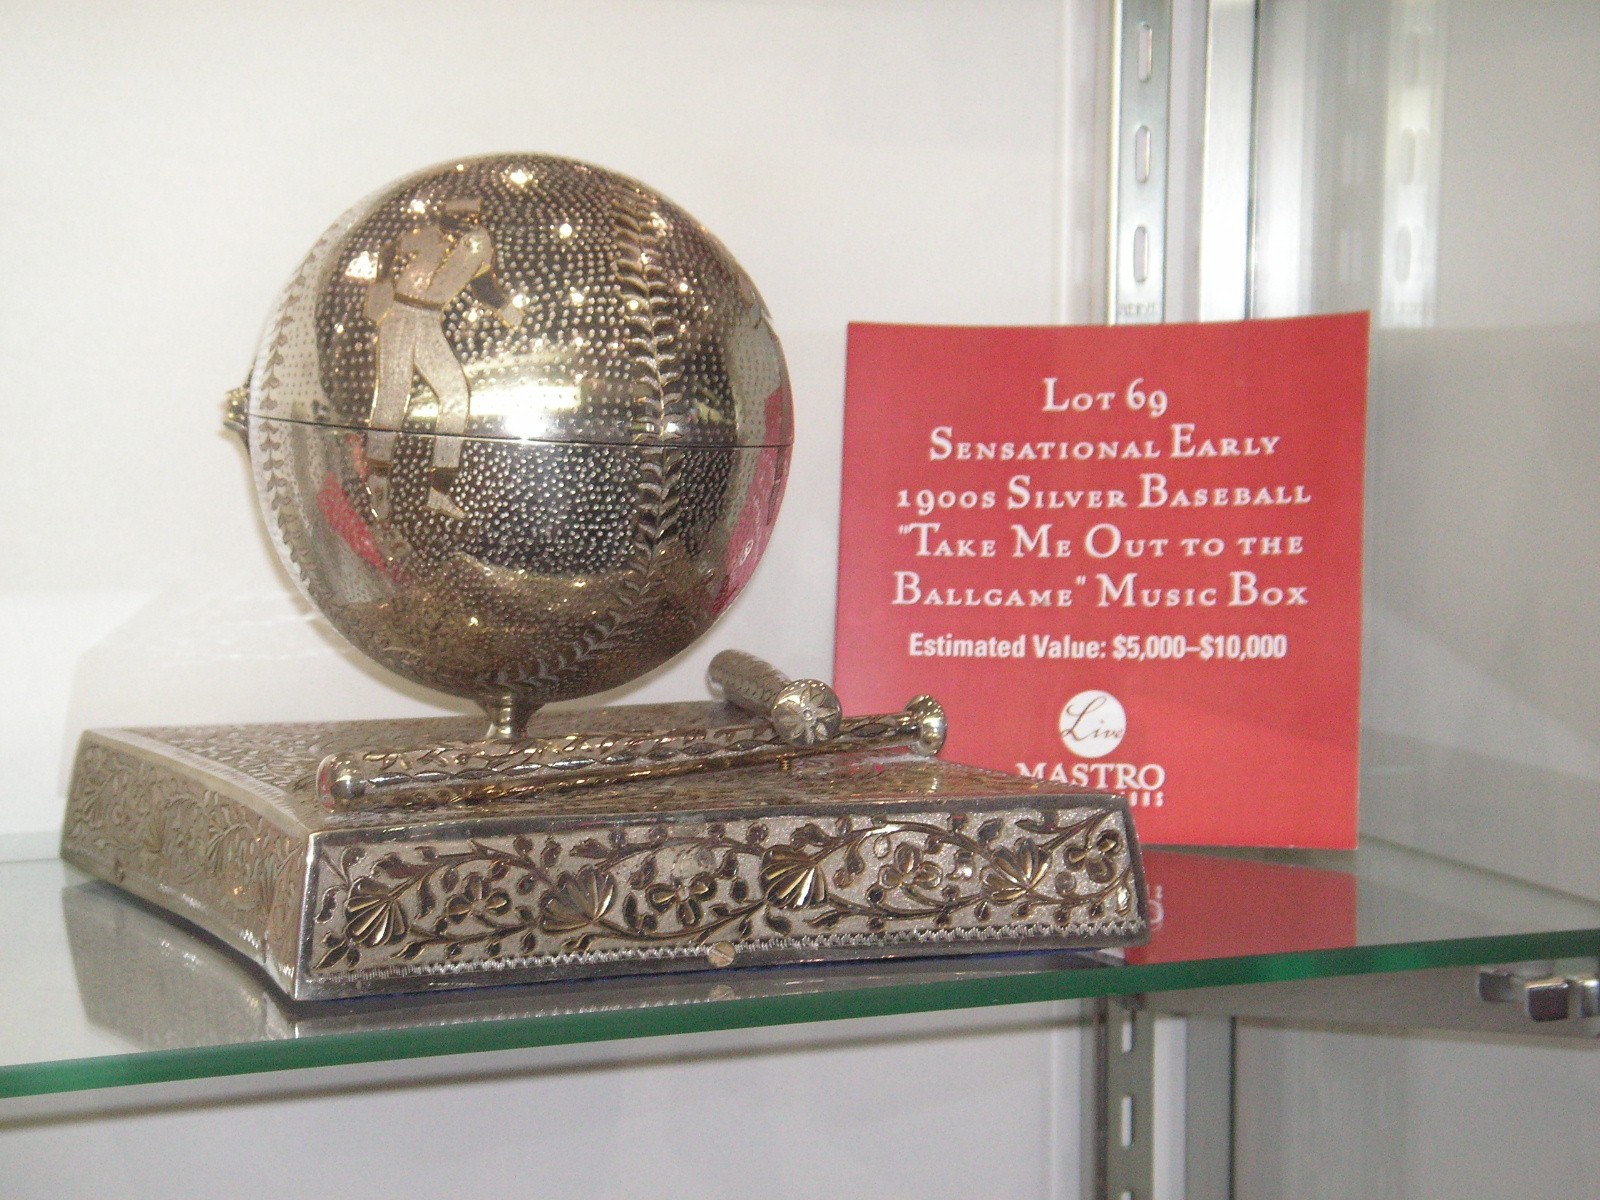 Lot 69
Sensational Early
1900s Silver Baseball
"Take Me Out to the
Ballgame" Music Box
Estimated Value: $5,000–$10,000
Live
MASTRO